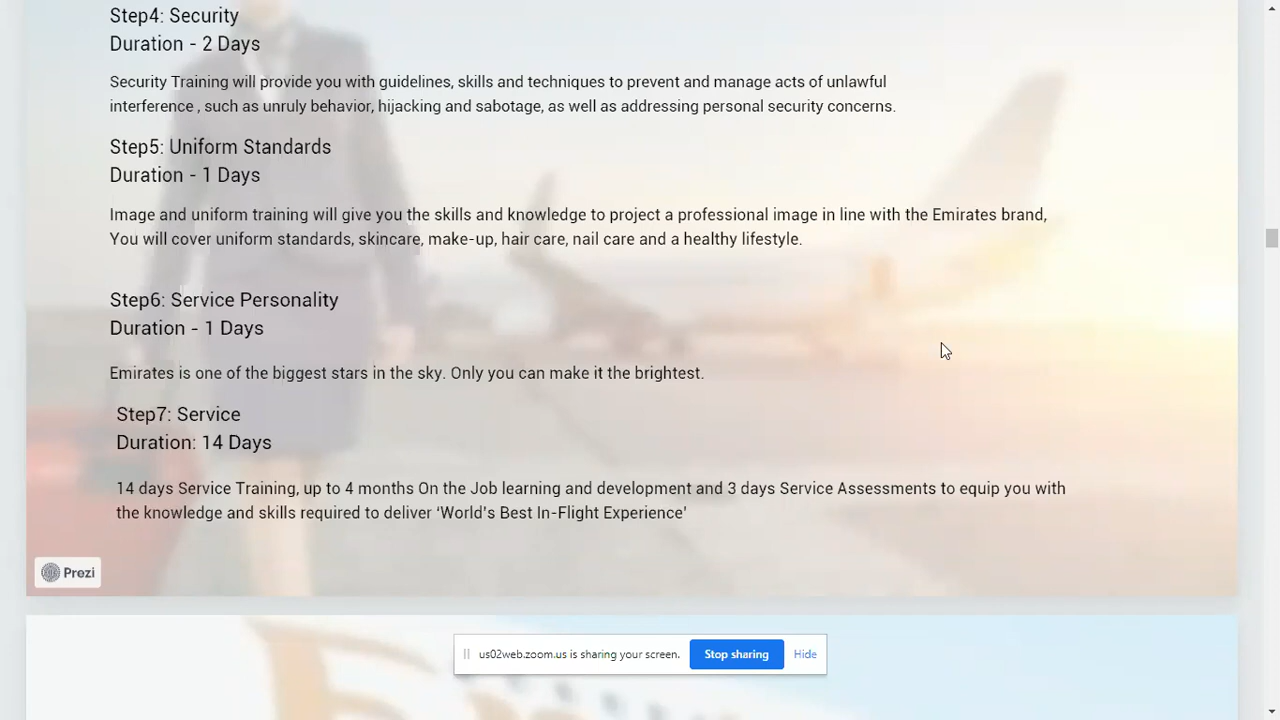 Step4: Security
Duration - 2 Days
Security Training will provide you with guidelines, skills and techniques to prevent and manage acts of unlawful
interference , such as unruly behavior, hijacking and sabotage, as well as addressing personal security concerns.
Step5: Uniform Standards
Duration - 1 Days
Image and uniform training will give you the skills and knowledge to project a professional image in line with the Emirates brand,
You will cover uniform standards, skincare, make-up, hair care, nail care and a healthy lifestyle.
Step6: Service Personality
Duration - 1 Days
Emirates is one of the biggest stars in the sky. Only you can make it the brightest.
Step7: Service
Duration: 14 Days
14 days Service Training, up to 4 months On the Job learning and development and 3 days Service Assessments to equip you with
the knowledge and skills required to deliver ‘World's Best In-Flight Experience’
Prezi
us02web.zoom.us is sharing your screen. Stop sharing Hide